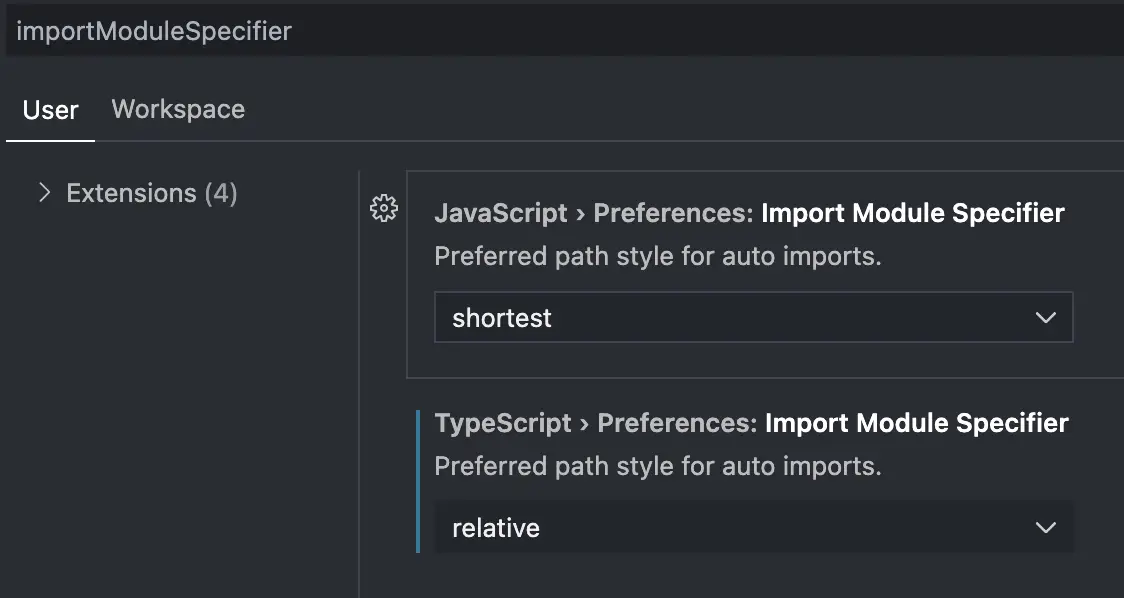 importModuleSpecifier
User Workspace
Extensions (4)
JavaScript › Preferences: Import Module Specifier
Preferred path style for auto imports.
shortest
TypeScript › Preferences: Import Module Specifier
Preferred path style for auto imports.
relative